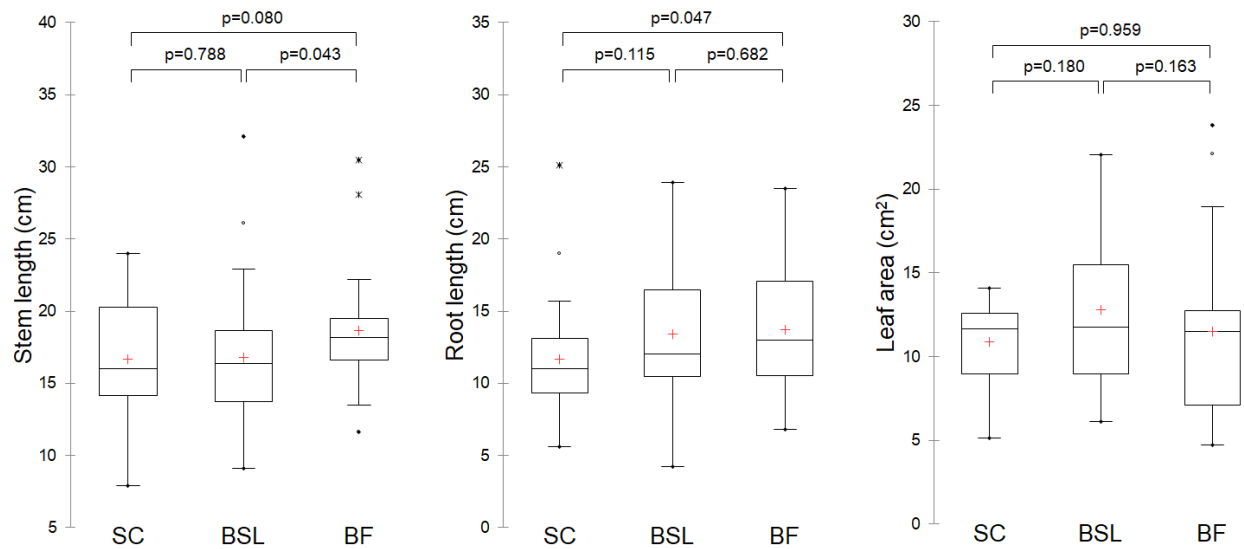 40
35
30
25
20
15
10
5
Stem length (cm)
p=0.080
p=0.788
p=0.043
SC
BSL
BF
35
30
25
20
15
10
5
0
Root length (cm)
p=0.047
p=0.115
p=0.682
SC
BSL
BF
30
25
20
15
10
5
0
Leaf area (cm²)
p=0.959
p=0.180
p=0.163
SC
BSL
BF